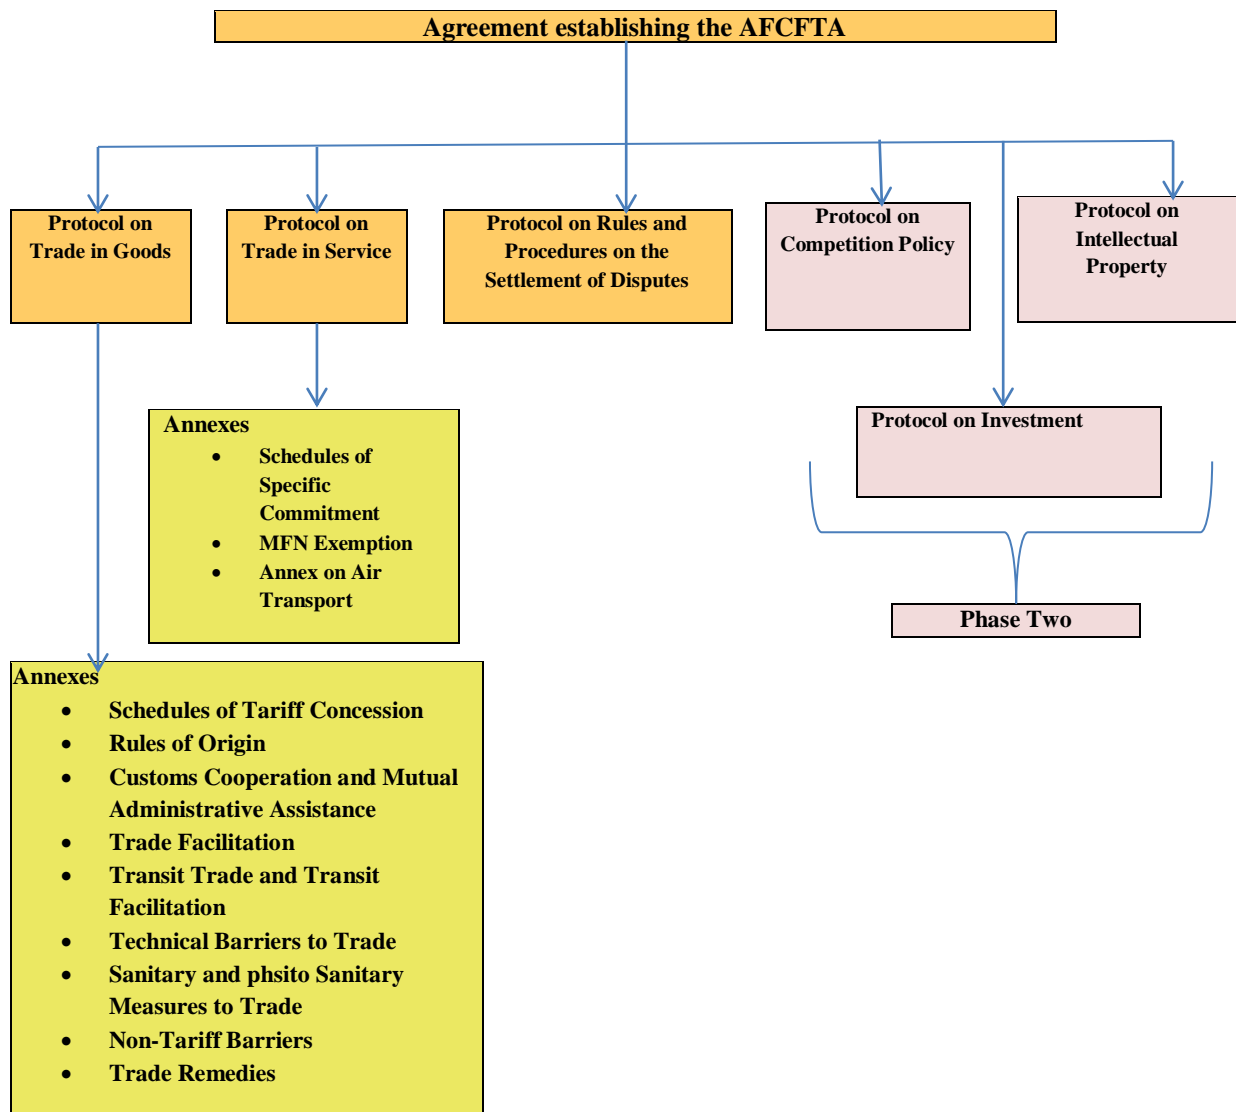 Agreement establishing the AFCFTA
Protocol on
Trade in Goods
Protocol on
Trade in Service
Protocol on Rules and
Procedures on the
Settlement of Disputes
Protocol on
Competition Policy
Protocol on
Intellectual
Property
Annexes
• Schedules of
Specific
Commitment
• MFN Exemption
• Annex on Air
Transport
Protocol on Investment
Phase Two
Annexes
• Schedules of Tariff Concession
• Rules of Origin
• Customs Cooperation and Mutual
Administrative Assistance
• Trade Facilitation
• Transit Trade and Transit
Facilitation
• Technical Barriers to Trade
• Sanitary and phsito Sanitary
Measures to Trade
• Non-Tariff Barriers
• Trade Remedies